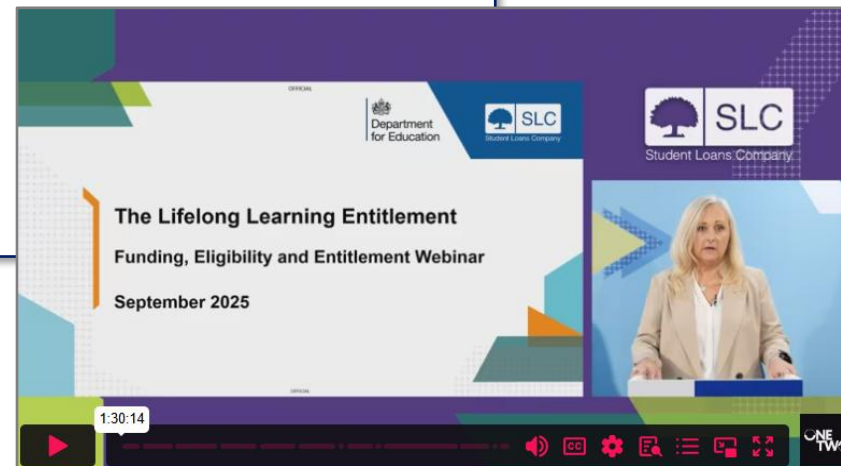 OFFICIAL
Department
for Education
SLC
Student Loans Company
The Lifelong Learning Entitlement
Funding, Eligibility and Entitlement Webinar
September 2025
OFFICIAL
SLC
Student Loans Company
1:30:14
CC
ONE